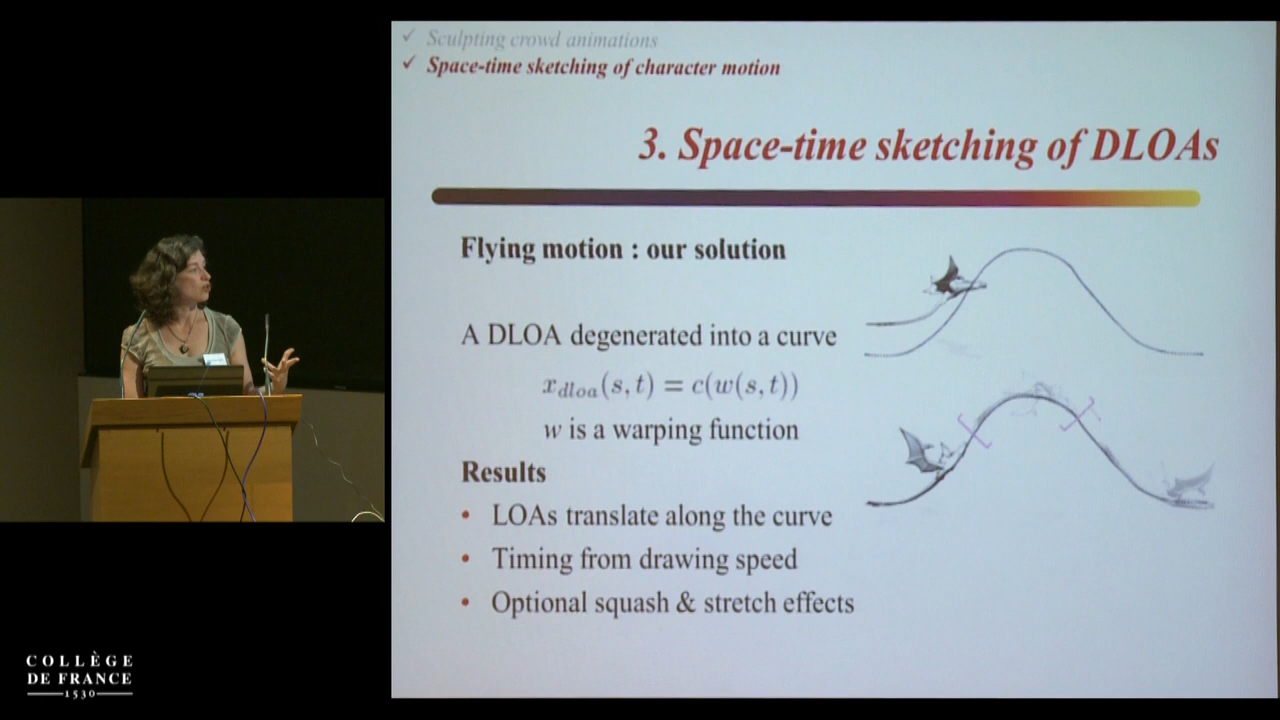 ✓ Sculpting crowd animations
✓ Space-time sketching of character motion
3. Space-time sketching of DLOAs
Flying motion : our solution
A DLOA degenerated into a curve
x_{dloa}(s,t) = c(w(s,t))
w is a warping function
Results
• LOAs translate along the curve
• Timing from drawing speed
• Optional squash & stretch effects
COLLÈGE
DE FRANCE
1530